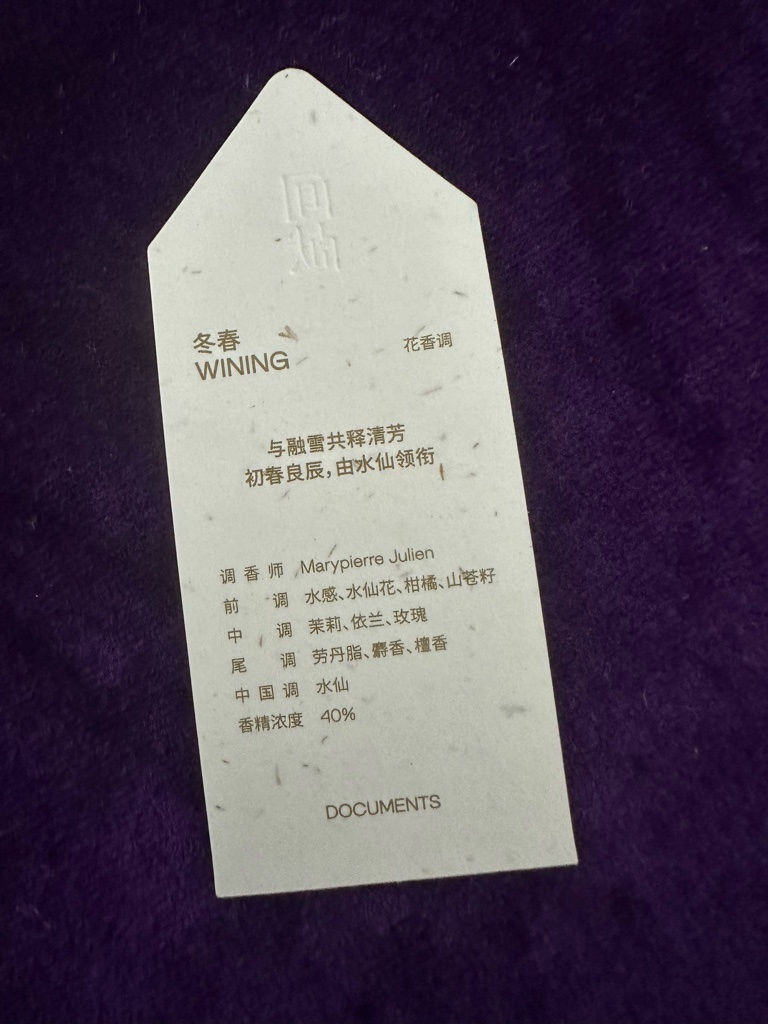 冬春
WINING
花香调
与融雪共释清芳
初春良辰，由水仙领衔
调香师 Marypierre Julien
前调 水感、水仙花、柑橘、山苍籽
中调 茉莉、依兰、玫瑰
尾调 劳丹脂、麝香、檀香
中国调 水仙
香精浓度 40%
DOCUMENTS